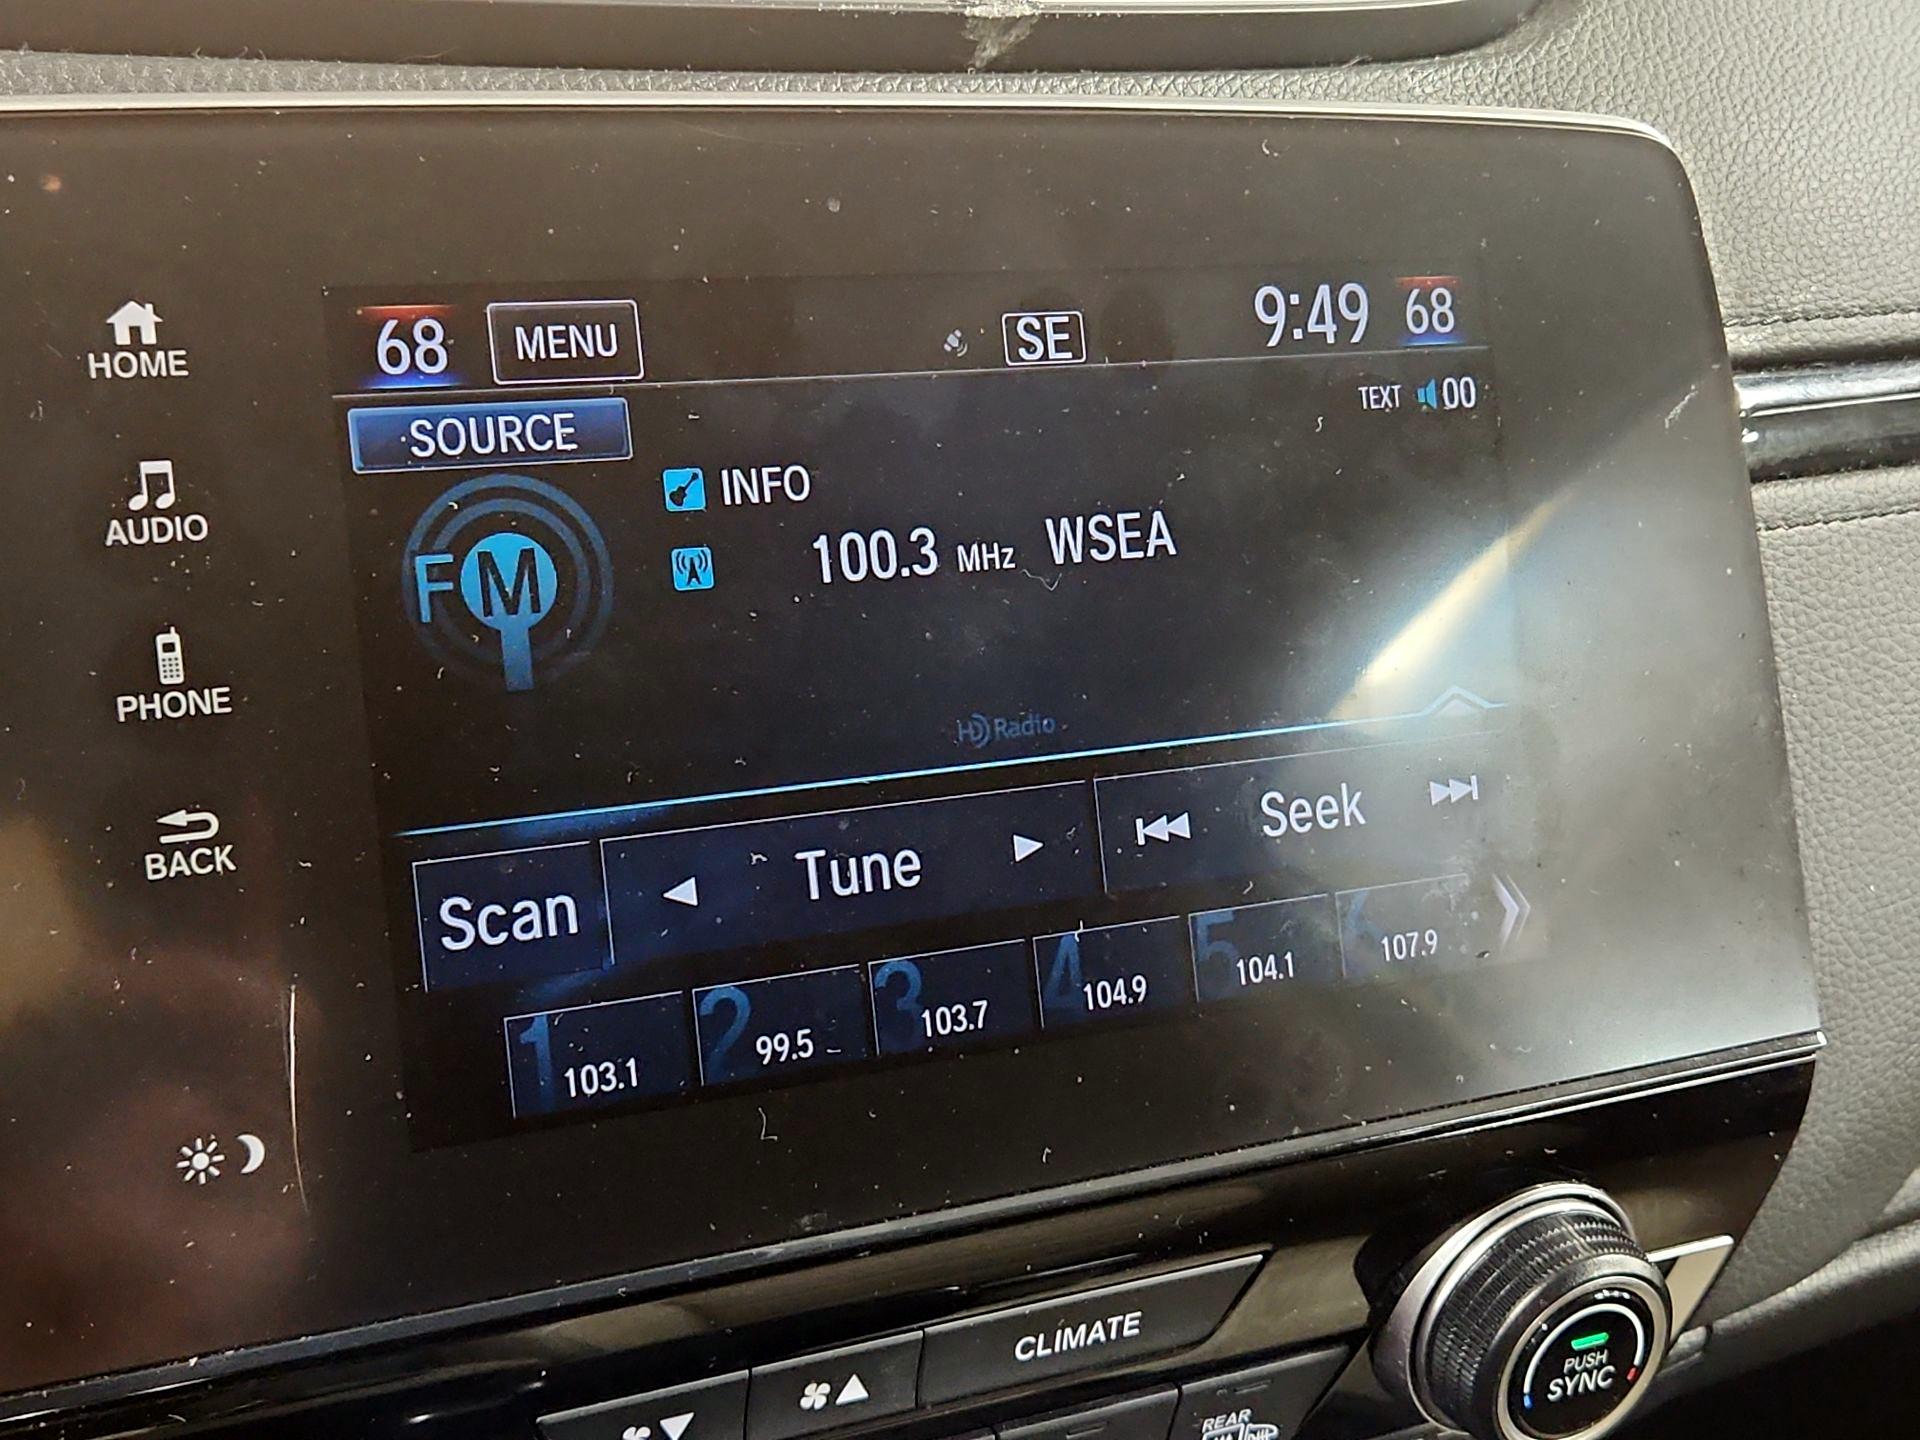 68 MENU SE 9:49 68
HOME
SOURCE TEXT 00
INFO
AUDIO
FM 100.3 MHz WSEA
PHONE
HD Radio
BACK
Scan Tune Seek
1 103.1 2 99.5 3 103.7 4 104.9 5 104.1 6 107.9
CLIMATE
PUSH
SYNC
REAR